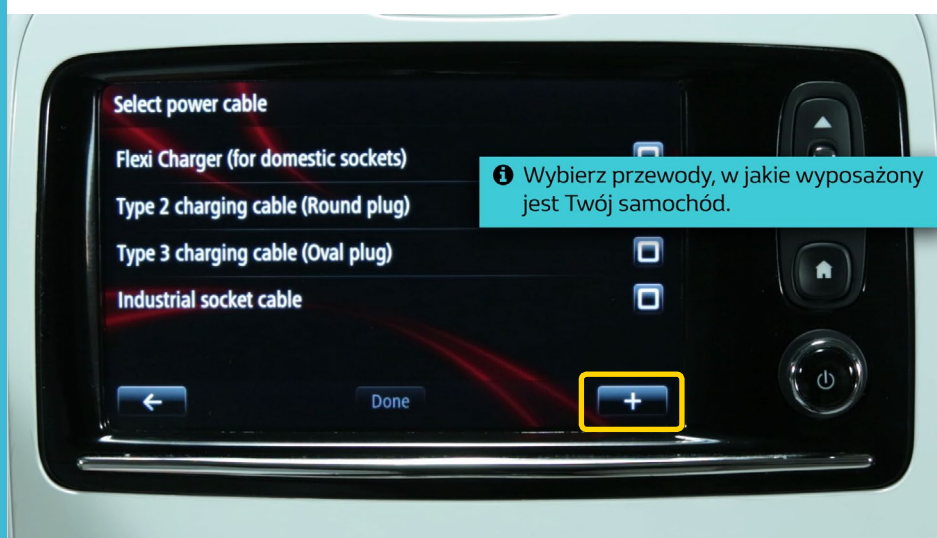 Select power cable
Flexi Charger (for domestic sockets)
Wybierz przewody, w jakie wyposażony
jest Twój samochód.
Type 2 charging cable (Round plug)
Type 3 charging cable (Oval plug)
Industrial socket cable
Done